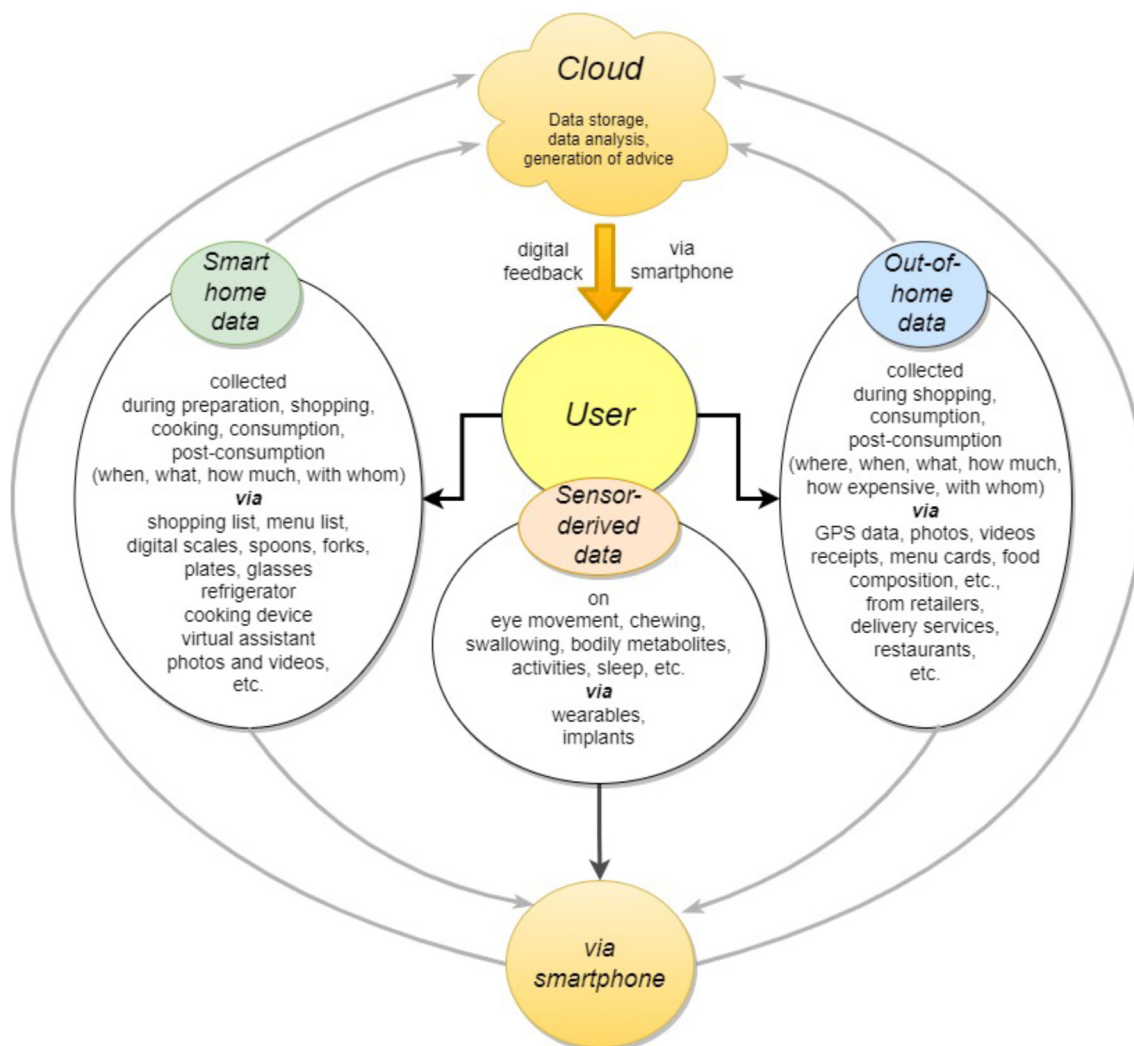 Cloud
Data storage,
data analysis,
generation of advice
digital
feedback
via
smartphone
Smart
home
data
collected
during preparation, shopping,
cooking, consumption,
post-consumption
(when, what, how much, with whom)
via
shopping list, menu list,
digital scales, spoons, forks,
plates, glasses
refrigerator
cooking device
virtual assistant
photos and videos,
etc.
User
Sensor-
derived
data
on
eye movement, chewing,
swallowing, bodily metabolites,
activities, sleep, etc.
via
wearables,
implants
Out-of-
home
data
collected
during shopping,
consumption,
post-consumption
(where, when, what, how much,
how expensive, with whom)
via
GPS data, photos, videos
receipts, menu cards, food
composition, etc.,
from retailers,
delivery services,
restaurants,
etc.
via
smartphone